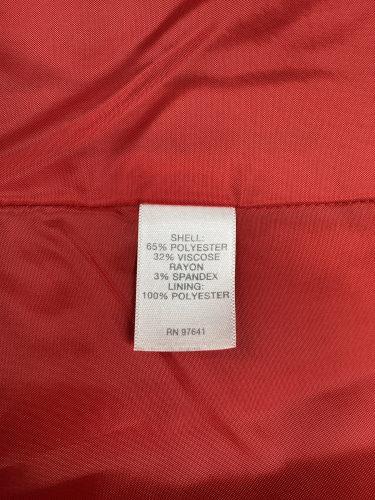 SHELL:
65% POLYESTER
32% VISCOSE
RAYON
3% SPANDEX
LINING:
100% POLYESTER
RN 97641